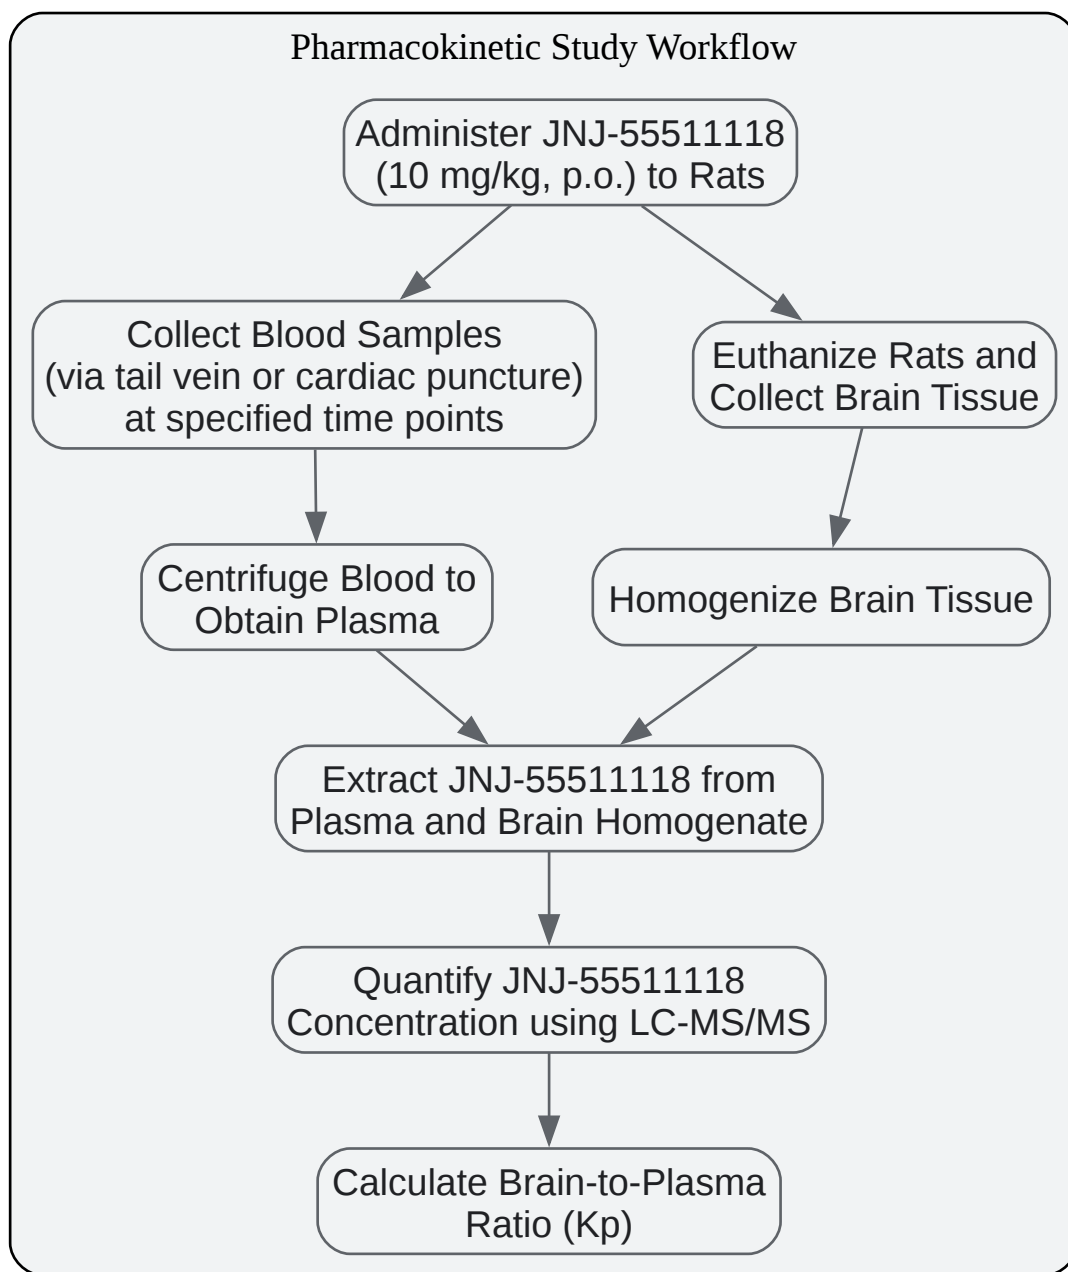 Pharmacokinetic Study Workflow
Administer JNJ-55511118
(10 mg/kg, p.o.) to Rats
Collect Blood Samples
(via tail vein or cardiac puncture)
at specified time points
Euthanize Rats and
Collect Brain Tissue
Centrifuge Blood to
Obtain Plasma
Homogenize Brain Tissue
Extract JNJ-55511118 from
Plasma and Brain Homogenate
Quantify JNJ-55511118
Concentration using LC-MS/MS
Calculate Brain-to-Plasma
Ratio (Kp)